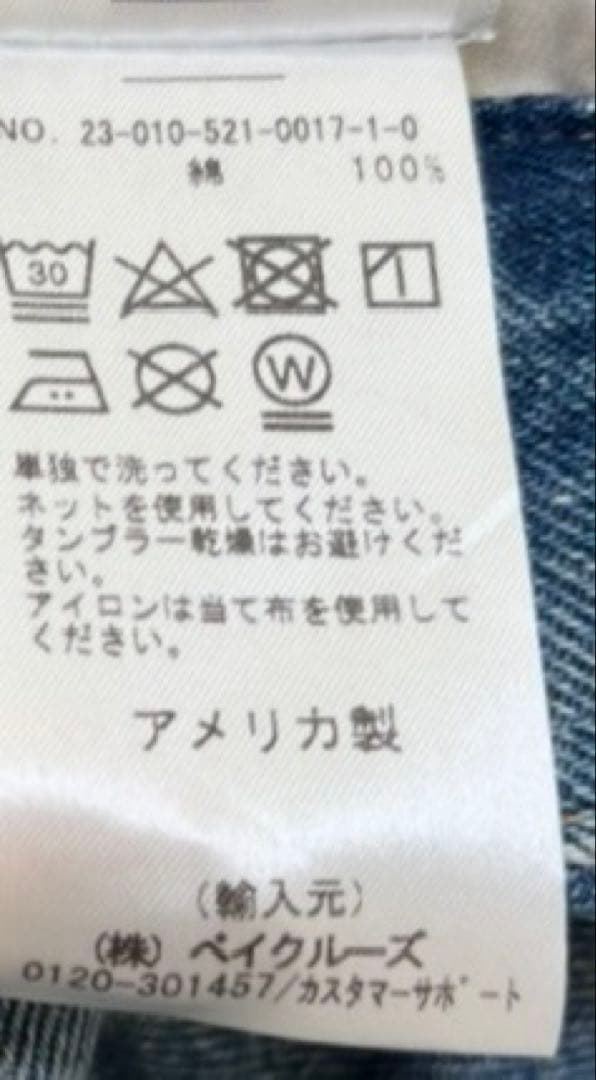 NO. 23-010-521-0017-1-0
綿 100%
30
W
単独で洗ってください。
ネットを使用してください。
タンブラー乾燥はお避けくだ
さい。
アイロンは当て布を使用して
ください。
アメリカ製
(輸入元)
(株) ベイクルーズ
0120-301457/カスタマーサポート